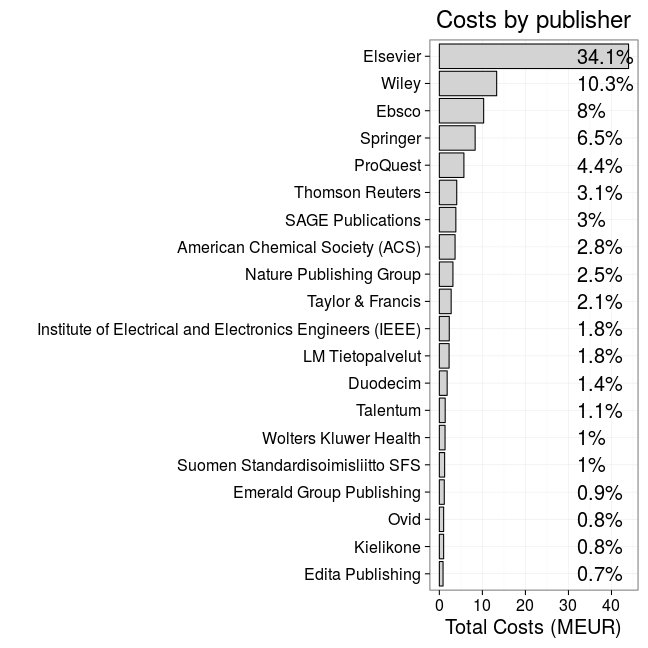 Costs by publisher
Elsevier 34.1%
Wiley 10.3%
Ebsco 8%
Springer 6.5%
ProQuest 4.4%
Thomson Reuters 3.1%
SAGE Publications 3%
American Chemical Society (ACS) 2.8%
Nature Publishing Group 2.5%
Taylor & Francis 2.1%
Institute of Electrical and Electronics Engineers (IEEE) 1.8%
LM Tietopalvelut 1.8%
Duodecim 1.4%
Talentum 1.1%
Wolters Kluwer Health 1%
Suomen Standardisoimisliitto SFS 1%
Emerald Group Publishing 0.9%
Ovid 0.8%
Kielikone 0.8%
Edita Publishing 0.7%
0 10 20 30 40
Total Costs (MEUR)